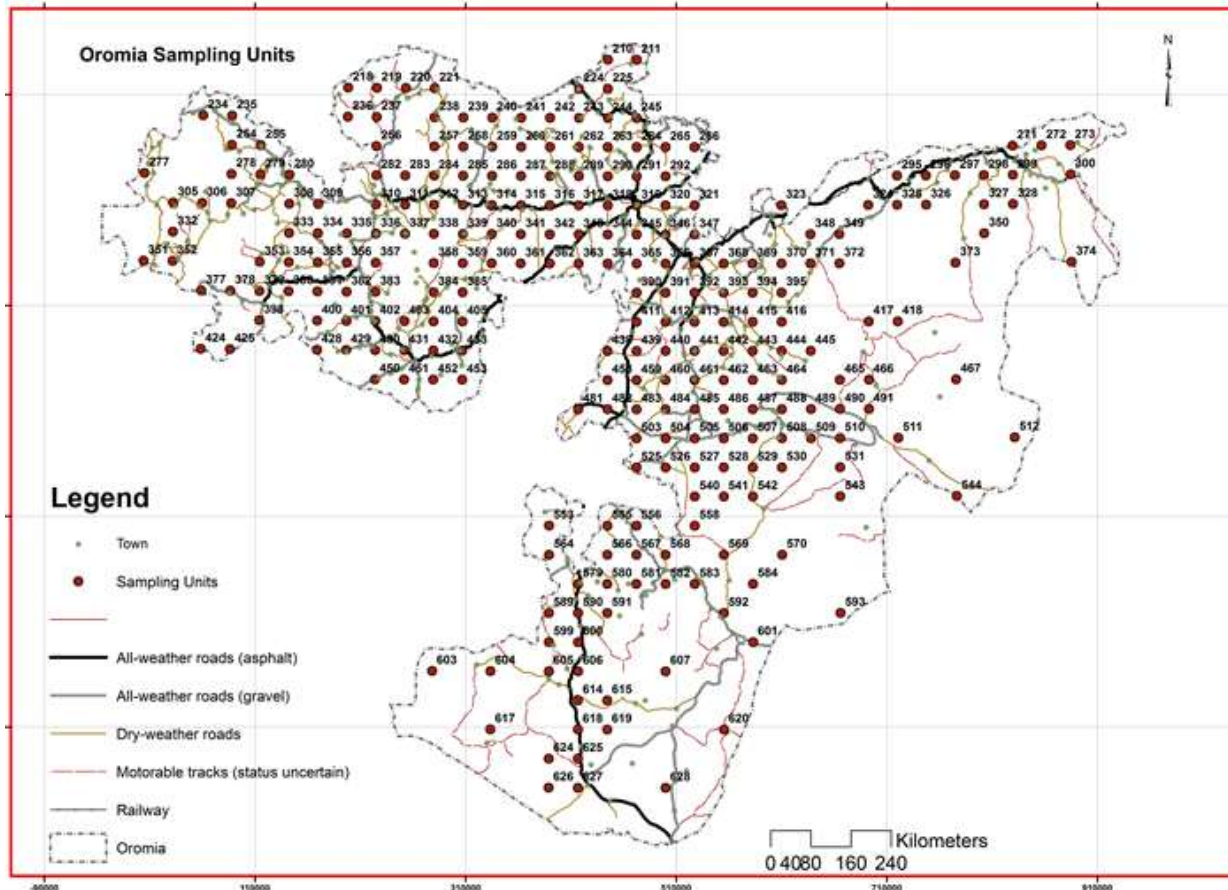 Oromia Sampling Units
N
210 211
218 219 220 221 224 225
234 235 236 237 238 239 240 241 242 243 244 245
254 255 256 257 258 259 260 261 262 263 264 265 266 271 272 273
277 278 279 280 282 283 284 285 286 287 288 289 290 291 292 295 296 297 298 299 300
305 306 307 308 309 310 311 312 313 314 315 316 317 318 319 320 321 323 324 326 327 328
332 333 334 335 336 337 338 339 340 341 342 344 345 346 347 348 349 350
351 352 353 354 355 356 357 358 359 360 361 362 363 364 365 367 368 369 370 371 372 373 374
377 378 382 383 384 385 390 391 392 393 394 395
400 401 402 403 404 405 411 412 413 414 415 416 417 418
424 425 428 429 431 432 433 439 440 441 442 443 444 445
450 451 452 453 459 460 461 462 463 464 465 466 467
481 482 483 484 485 486 487 488 489 490 491
503 504 505 506 507 508 509 510 511 512
525 526 527 528 529 530 531
540 541 542 543 544
553 555 556 558
564 566 567 568 569 570
579 580 581 582 583 584
589 590 591 592 593
599 600 601
603 604 605 606 607
614 615
617 618 619 620
624 625
626 627 628
Legend
Town
Sampling Units
All-weather roads (asphalt)
All-weather roads (gravel)
Dry-weather roads
Motorable tracks (status uncertain)
Railway
Oromia
Kilometers
0 40 80 160 240